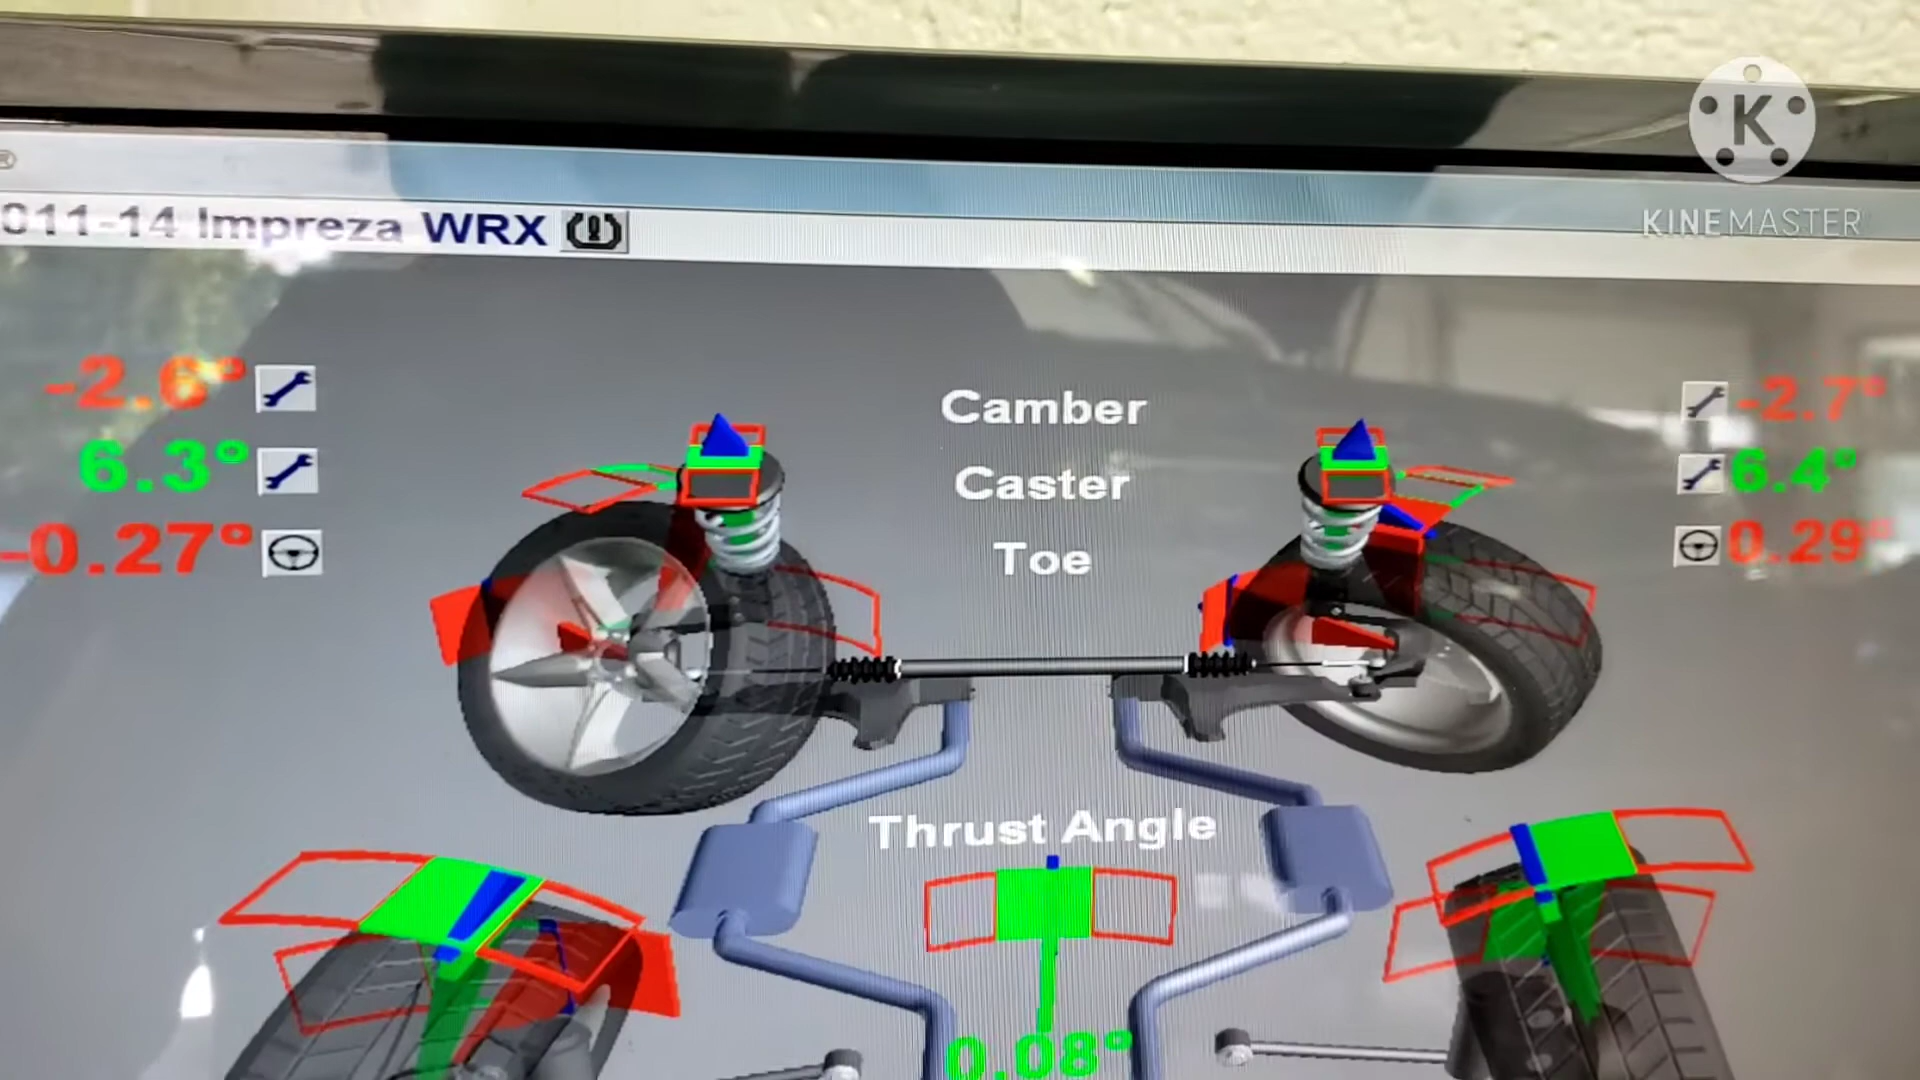 ®
011-14 Impreza WRX
K
KINEMASTER
-2.6°
Camber
-2.7°
6.3°
Caster
6.4°
-0.27°
Toe
0.29°
Thrust Angle
0.08°